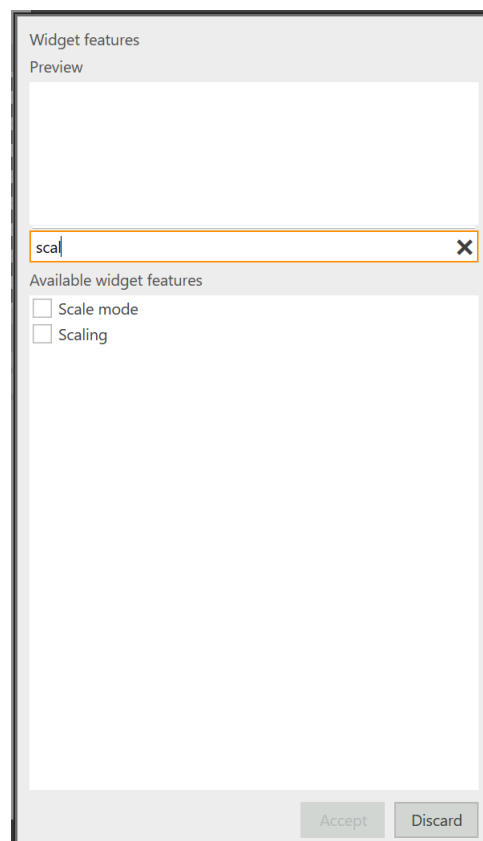 Widget features
Preview
scal
Available widget features
Scale mode
Scaling
Accept Discard